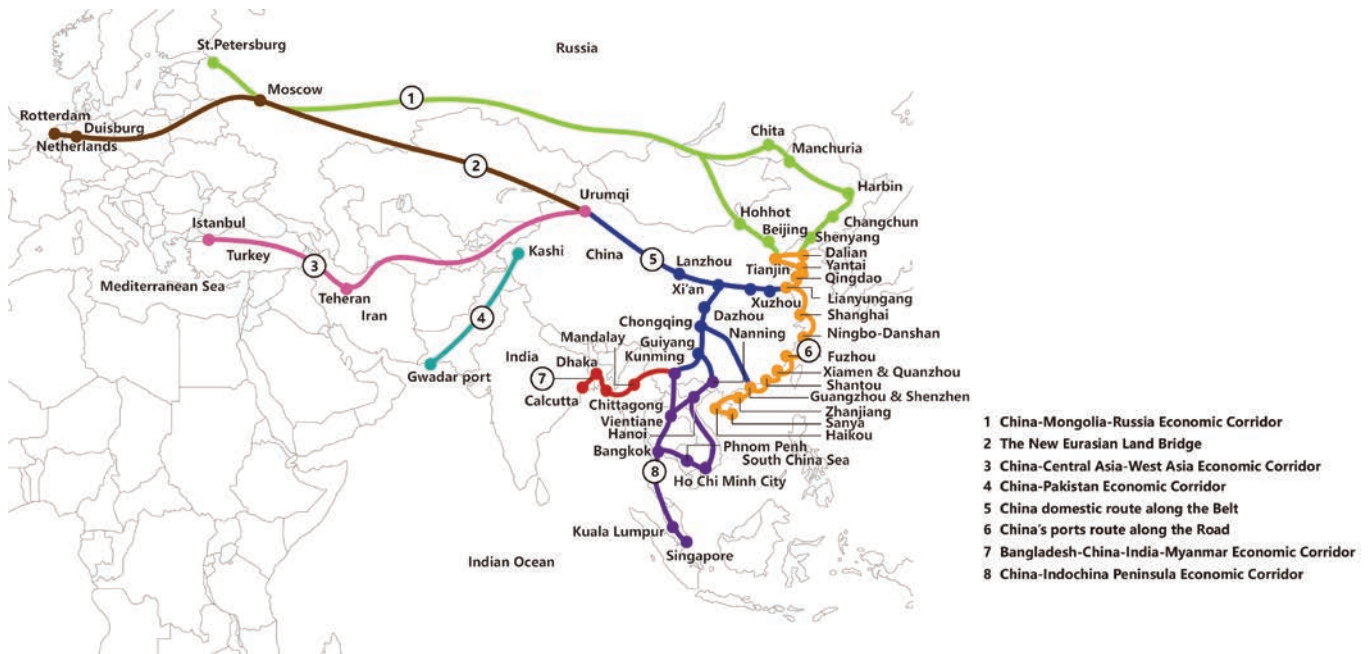 St.Petersburg
Russia
Moscow
1
Rotterdam
Duisburg
Netherlands
Chita
Manchuria
2
Urumqi
Harbin
Istanbul
Hohhot
Changchun
Beijing
Shenyang
Turkey
Kashi
China
5
Lanzhou
Dalian
3
Tianjin
Yantai
Qingdao
Mediterranean Sea
Teheran
Xi'an
Xuzhou
Lianyungang
Iran
4
Dazhou
Shanghai
Chongqing
Nanning
Ningbo-Danshan
Mandalay
Guiyang
6
India
Dhaka
Kunming
Fuzhou
Gwadar port
7
Xiamen & Quanzhou
Shantou
Calcutta
Chittagong
Guangzhou & Shenzhen
Vientiane
Zhanjiang
Hanoi
Sanya
Haikou
Bangkok
Phnom Penh
South China Sea
8
Ho Chi Minh City
Kuala Lumpur
Singapore
Indian Ocean
1 China-Mongolia-Russia Economic Corridor
2 The New Eurasian Land Bridge
3 China-Central Asia-West Asia Economic Corridor
4 China-Pakistan Economic Corridor
5 China domestic route along the Belt
6 China's ports route along the Road
7 Bangladesh-China-India-Myanmar Economic Corridor
8 China-Indochina Peninsula Economic Corridor